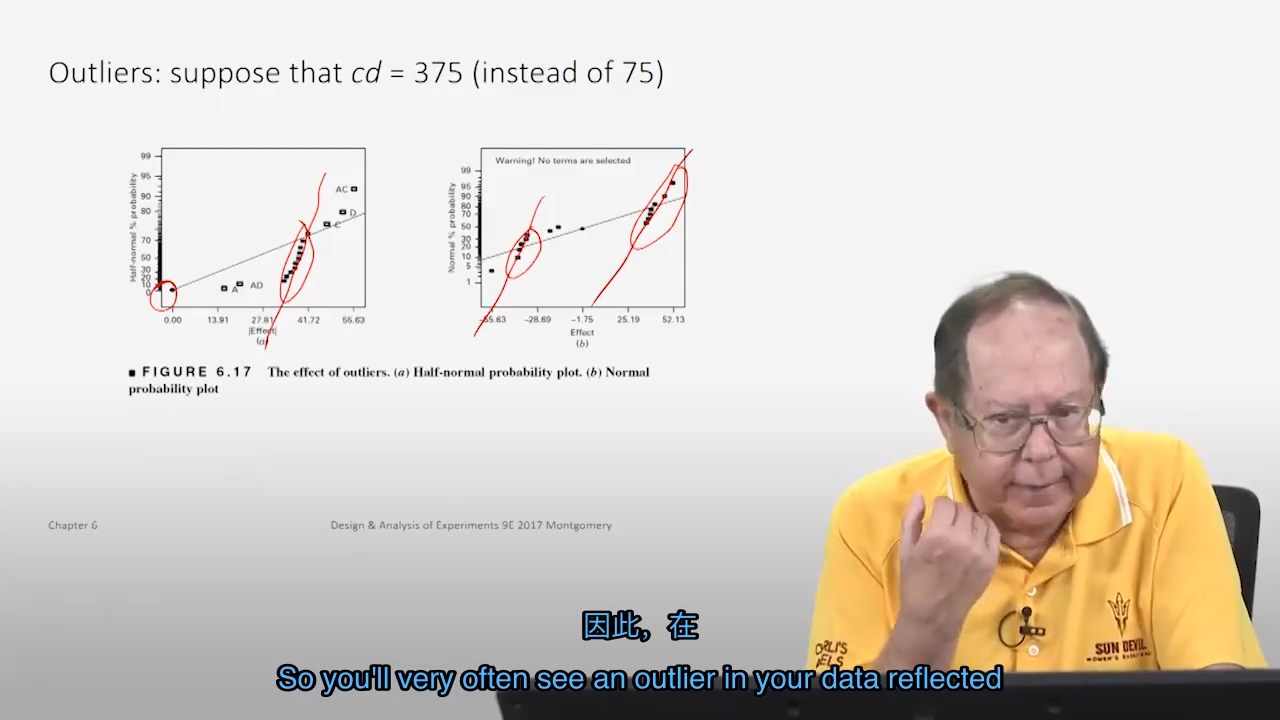 Outliers: suppose that cd = 375 (instead of 75)
99
95
90
80
70
50
30
20
10
0
Half-normal % probability
AC
D
C
A
AD
0.00 13.91 27.81 41.72 55.63
|Effect|
(a)
Warning! No terms are selected
99
95
90
80
70
50
30
20
10
5
1
Normal % probability
-55.63 -28.69 -1.75 25.19 52.13
Effect
(b)
■ FIGURE 6.17 The effect of outliers. (a) Half-normal probability plot. (b) Normal
probability plot
Chapter 6
Design & Analysis of Experiments 9E 2017 Montgomery
SUN DEVIL
因此，在
So you'll very often see an outlier in your data reflected